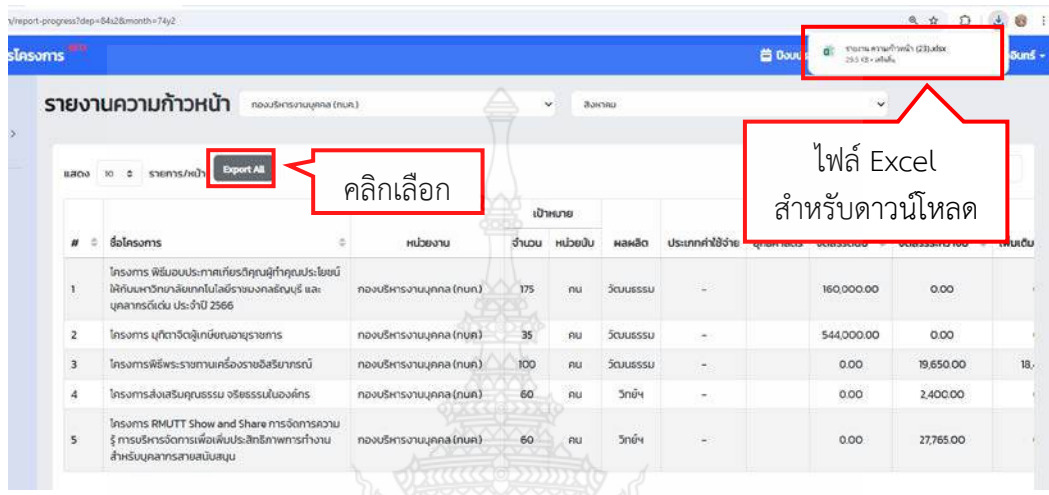 /report-progress?dep=64s2&month=74y2
รโครงการ BETA
รายงาน ความก้าวหน้า (23).xlsx
29.5 KB • เสร็จสิ้น
รายงานความก้าวหน้า
กองบริหารงานบุคคล (กบค.)
สิงหาคม
แสดง 10 รายการ/หน้า Export All
คลิกเลือก
ไฟล์ Excel
สำหรับดาวน์โหลด
เป้าหมาย
# ชื่อโครงการ หน่วยงาน จำนวน หน่วยนับ ผลผลิต ประเภทค่าใช้จ่าย
1 โครงการ พิธีมอบประกาศเกียรติคุณผู้ทำคุณประโยชน์
ให้กับมหาวิทยาลัยเทคโนโลยีราชมงคลธัญบุรี และ
บุคลากรดีเด่น ประจำปี 2566
กองบริหารงานบุคคล (กบค.) 175 คน วัฒนธรรม - 160,000.00 0.00
2 โครงการ มุทิตาจิตผู้เกษียณอายุราชการ กองบริหารงานบุคคล (กบค.) 35 คน วัฒนธรรม - 544,000.00 0.00
3 โครงการพิธีพระราชทานเครื่องราชอิสริยาภรณ์ กองบริหารงานบุคคล (กบค.) 100 คน วัฒนธรรม - 0.00 19,650.00 18,
4 โครงการส่งเสริมคุณธรรม จริยธรรมในองค์กร กองบริหารงานบุคคล (กบค.) 60 คน วิทย์ฯ - 0.00 2,400.00
5 โครงการ RMUTT Show and Share การจัดการความ
รู้ การบริหารจัดการเพื่อเพิ่มประสิทธิภาพการทำงาน
สำหรับบุคลากรสายสนับสนุน
กองบริหารงานบุคคล (กบค.) 60 คน วิทย์ฯ - 0.00 27,765.00